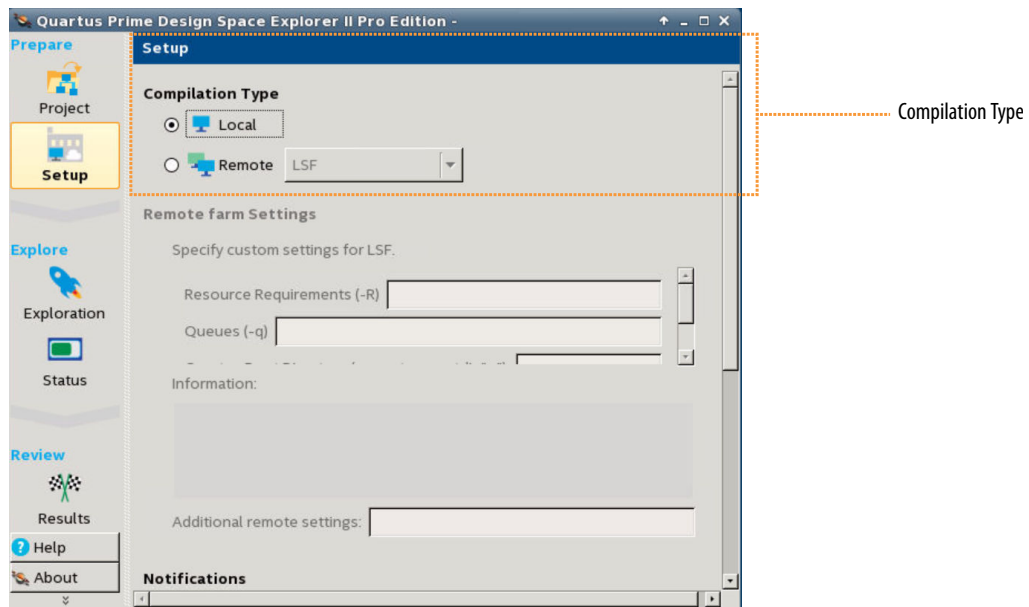 Quartus Prime Design Space Explorer II Pro Edition -
Prepare
Project
Setup
Explore
Exploration
Status
Review
Results
Help
About
Setup
Compilation Type
Local
Remote LSF
Remote farm Settings
Specify custom settings for LSF.
Resource Requirements (-R)
Queues (-q)
Information:
Additional remote settings:
Notifications
Compilation Type